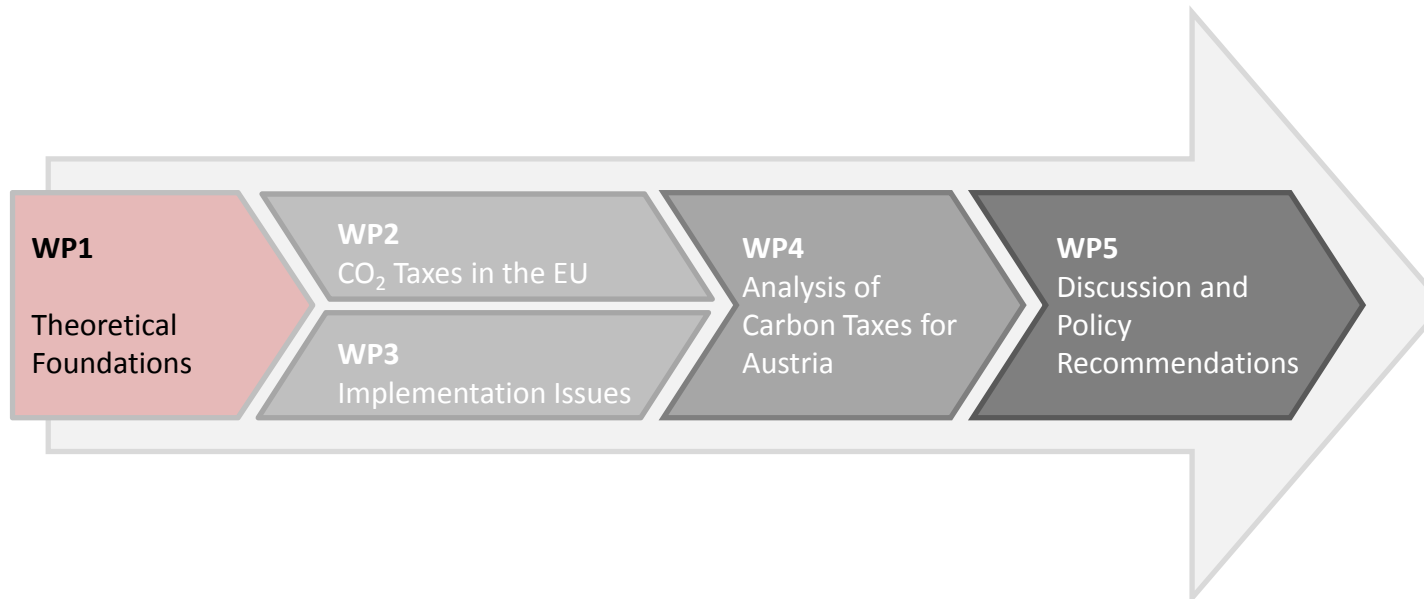 WP1
Theoretical
Foundations
WP2
CO₂ Taxes in the EU
WP3
Implementation Issues
WP4
Analysis of
Carbon Taxes for
Austria
WP5
Discussion and
Policy
Recommendations